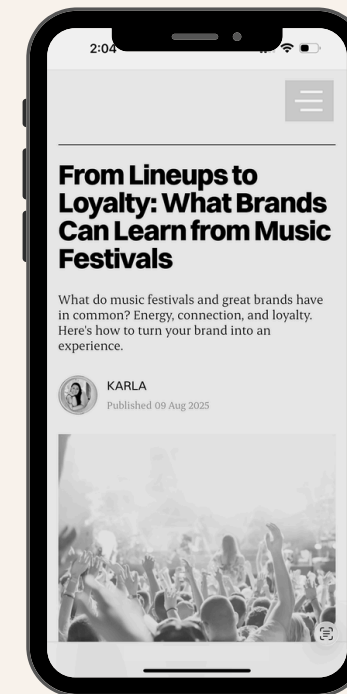 2:04
From Lineups to
Loyalty: What Brands
Can Learn from Music
Festivals
What do music festivals and great brands have
in common? Energy, connection, and loyalty.
Here's how to turn your brand into an
experience.
KARLA
Published 09 Aug 2025